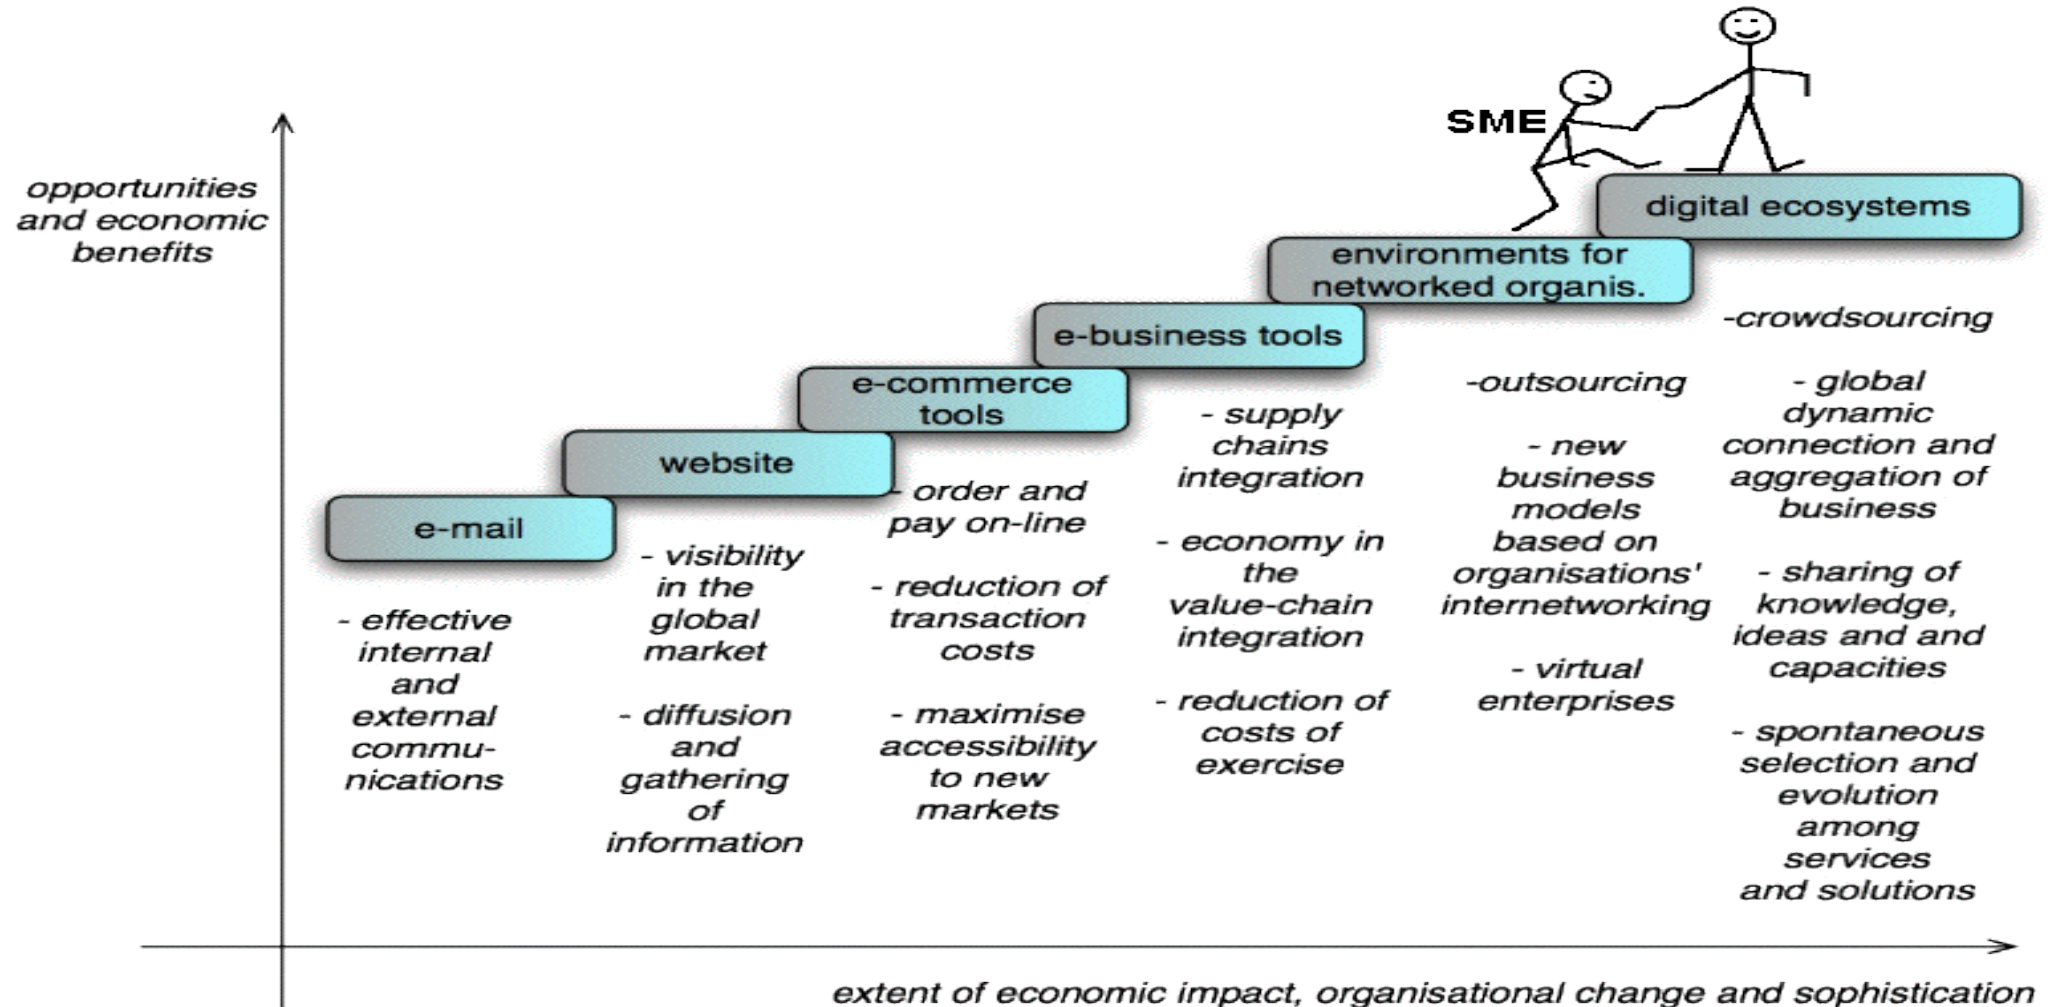 SME
opportunities
and economic
benefits
digital ecosystems
environments for
networked organis.
e-business tools
e-commerce
tools
website
e-mail
- effective
internal
and
external
commu-
nications
- visibility
in the
global
market
- diffusion
and
gathering
of
information
- order and
pay on-line
- reduction of
transaction
costs
- maximise
accessibility
to new
markets
- supply
chains
integration
- economy in
the
value-chain
integration
- reduction of
costs of
exercise
-outsourcing
- new
business
models
based on
organisations'
internetworking
- virtual
enterprises
-crowdsourcing
- global
dynamic
connection and
aggregation of
business
- sharing of
knowledge,
ideas and and
capacities
- spontaneous
selection and
evolution
among
services
and solutions
extent of economic impact, organisational change and sophistication